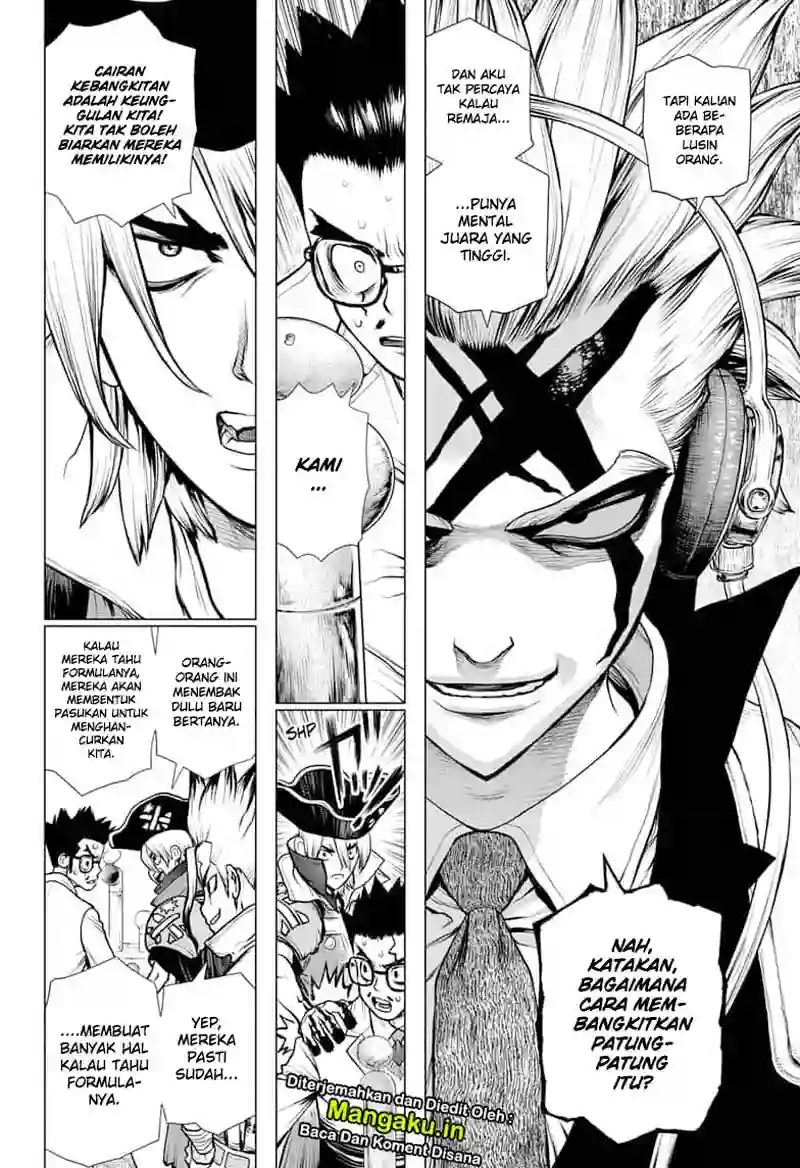 TAPI KALIAN
ADA BE-
BERAPA
LUSIN
ORANG.
DAN AKU
TAK PERCAYA
KALAU
REMAJA...
...PUNYA
MENTAL
JUARA YANG
TINGGI.
NAH,
KATAKAN,
BAGAIMANA
CARA MEM-
BANGKITKAN
PATUNG-
PATUNG
ITU?
KAMI
...
SHP
CAIRAN
KEBANGKITAN
ADALAH KEUNG-
GULAN KITA!
KITA TAK BOLEH
BIARKAN MEREKA
MEMILIKINYA!
ORANG-
ORANG INI
MENEMBAK
DULU BARU
BERTANYA.
KALAU
MEREKA TAHU
FORMULANYA,
MEREKA AKAN
MEMBENTUK
PASUKAN UNTUK
MENGHAN-
CURKAN
KITA.
YEP,
MEREKA
PASTI
SUDAH...
....MEMBUAT
BANYAK HAL
KALAU TAHU
FORMULA-
NYA.
Diterjemahkan dan Diedit Oleh :
Mangaku.in
Baca Dan Koment Disana